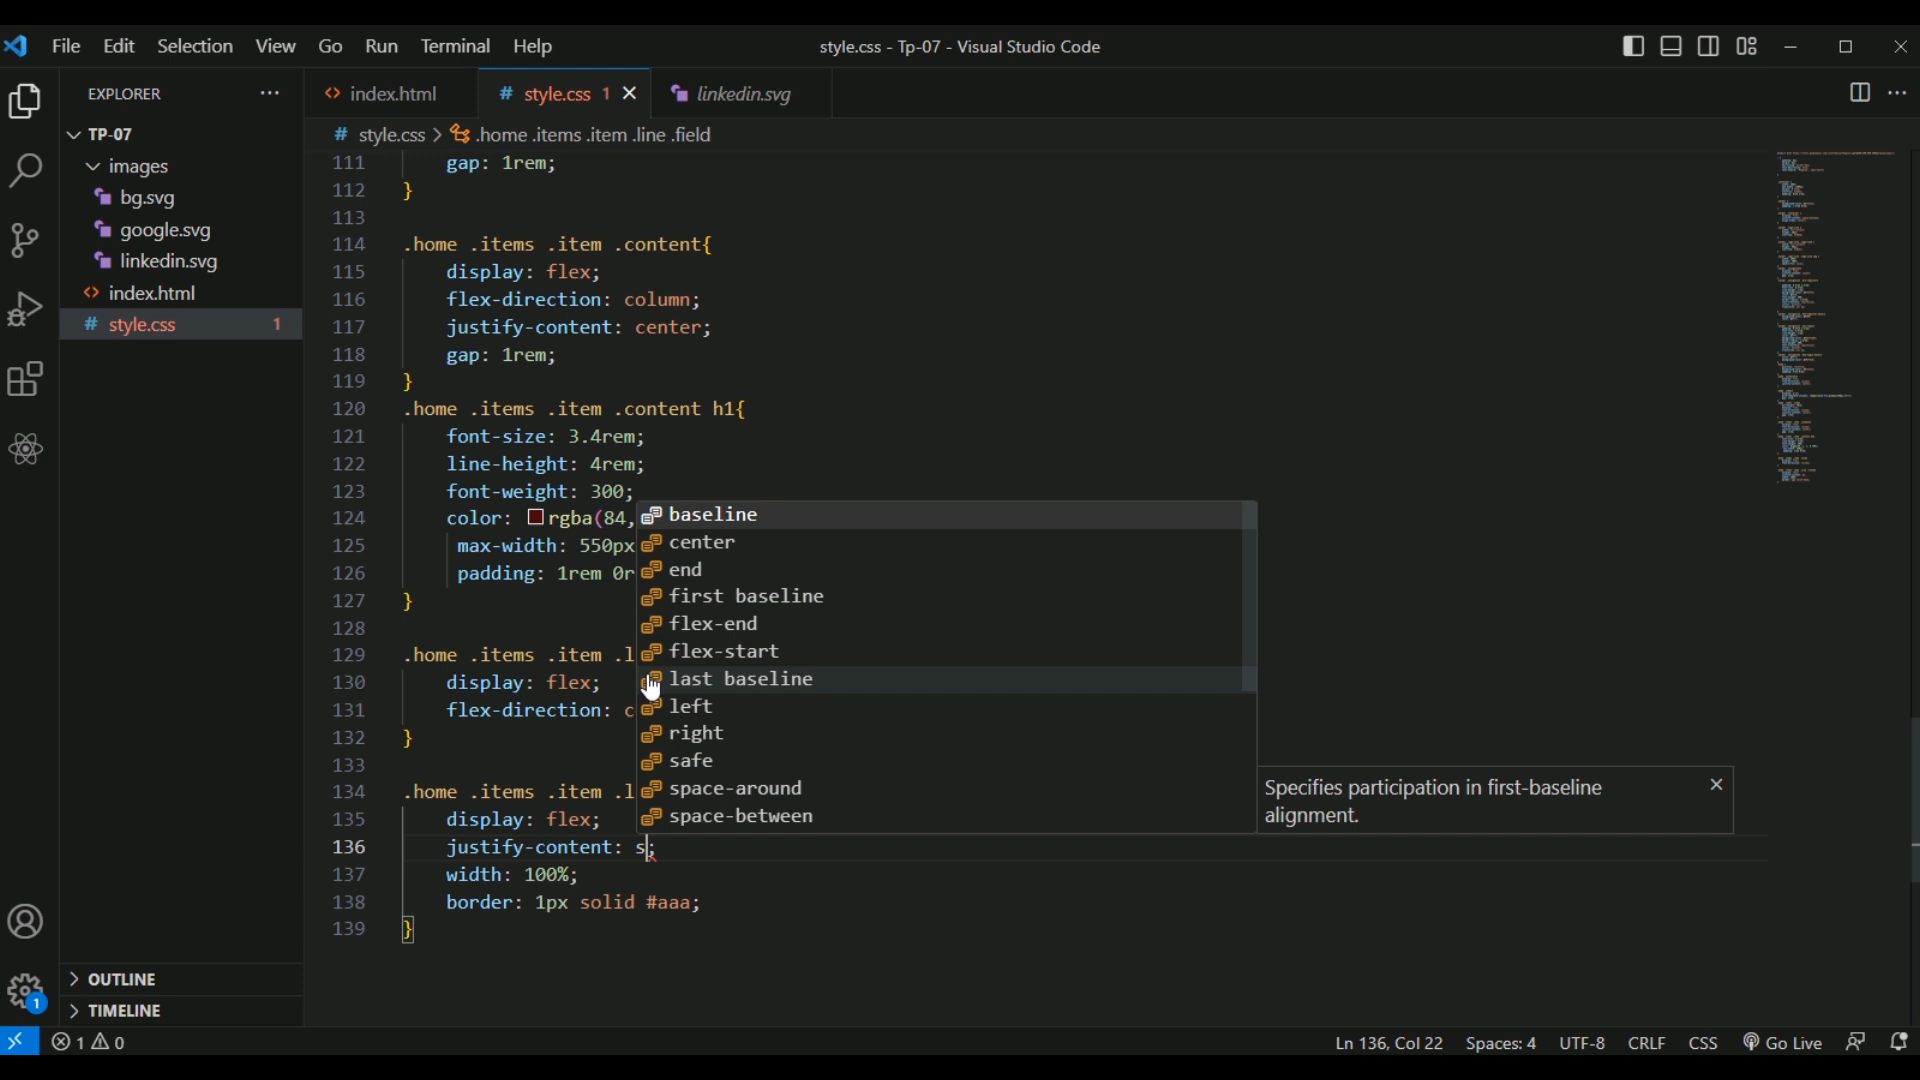 File Edit Selection View Go Run Terminal Help style.css - Tp-07 - Visual Studio Code
EXPLORER
TP-07
images
bg.svg
google.svg
linkedin.svg
index.html
style.css 1
OUTLINE
TIMELINE
index.html style.css 1 linkedin.svg
# style.css > .home .items .item .line .field
111 gap: 1rem;
112 }
113
114 .home .items .item .content{
115 display: flex;
116 flex-direction: column;
117 justify-content: center;
118 gap: 1rem;
119 }
120 .home .items .item .content h1{
121 font-size: 3.4rem;
122 line-height: 4rem;
123 font-weight: 300;
124 color: rgba(84,
125 max-width: 550px
126 padding: 1rem 0r
127 }
128
129 .home .items .item .l
130 display: flex;
131 flex-direction: c
132 }
133
134 .home .items .item .l
135 display: flex;
136 justify-content: s;
137 width: 100%;
138 border: 1px solid #aaa;
139 }
baseline
center
end
first baseline
flex-end
flex-start
last baseline
left
right
safe
space-around
space-between
Specifies participation in first-baseline
alignment.
1
1 0 Ln 136, Col 22 Spaces: 4 UTF-8 CRLF CSS Go Live